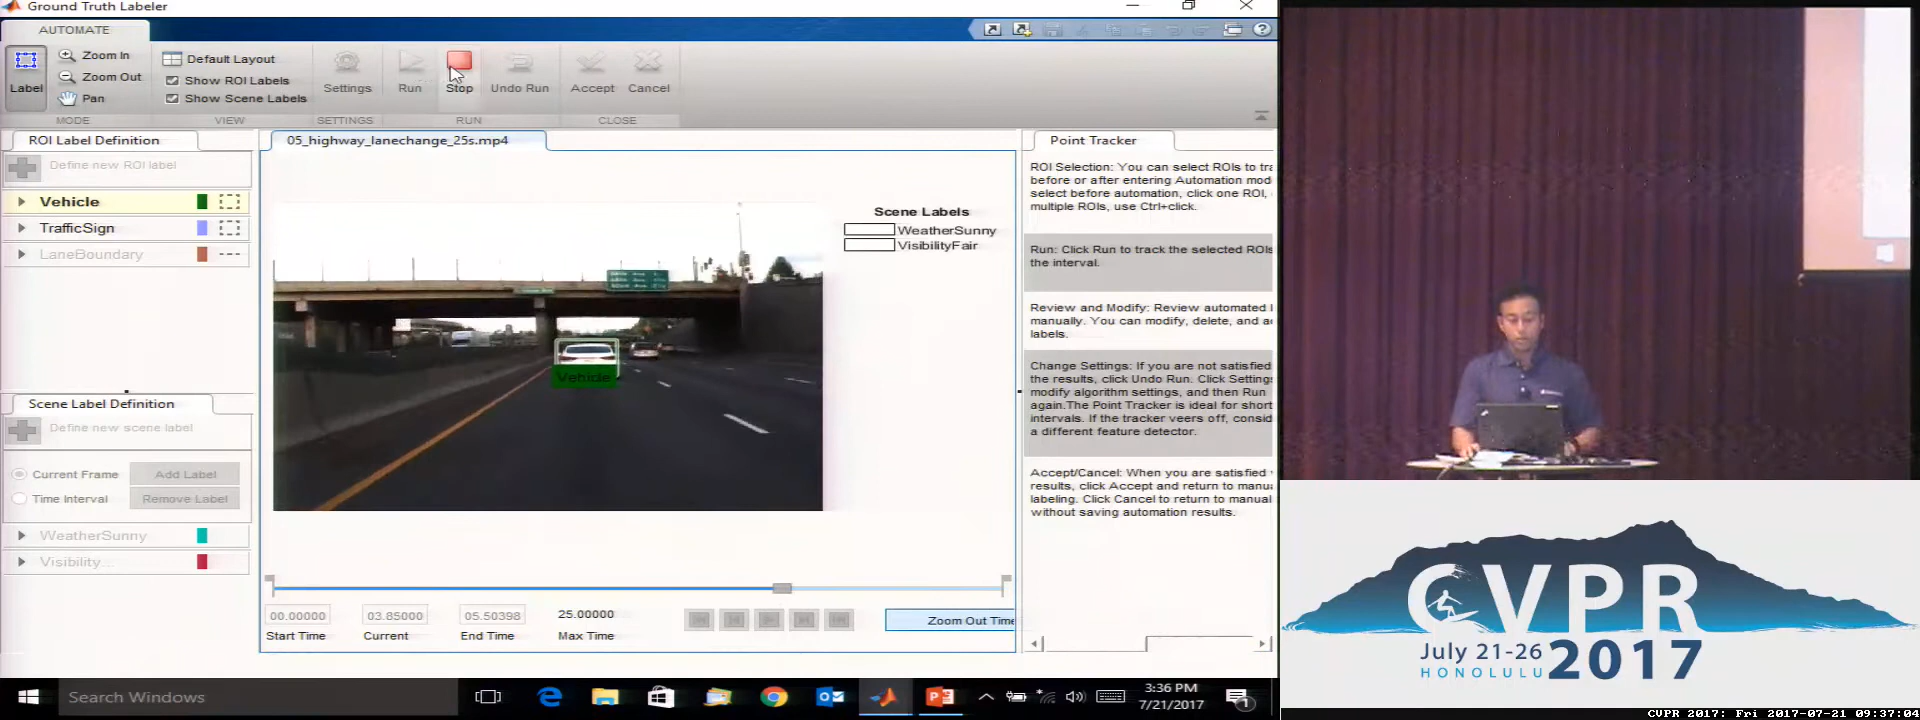 Ground Truth Labeler
AUTOMATE
Label
Zoom In
Zoom Out
Pan
MODE
Default Layout
Show ROI Labels
Show Scene Labels
VIEW
Settings
SETTINGS
Run
Stop
Undo Run
RUN
Accept
Cancel
CLOSE
ROI Label Definition
Define new ROI label
Vehicle
TrafficSign
LaneBoundary
Scene Label Definition
Define new scene label
Current Frame
Add Label
Time Interval
Remove Label
WeatherSunny
Visibility...
05_highway_lanechange_25s.mp4
Scene Labels
WeatherSunny
VisibilityFair
Vehicle
00.00000
03.85000
05.50398
25.00000
Start Time
Current
End Time
Max Time
Zoom Out Time
Point Tracker
ROI Selection: You can select ROIs to tra
before or after entering Automation mod
select before automation, click one ROI,
multiple ROIs, use Ctrl+click.
Run: Click Run to track the selected ROIs
the interval.
Review and Modify: Review automated l
manually. You can modify, delete, and a
labels.
Change Settings: If you are not satisfied
the results, click Undo Run. Click Settings
modify algorithm settings, and then Run
again.The Point Tracker is ideal for short
intervals. If the tracker veers off, consid
a different feature detector.
Accept/Cancel: When you are satisfied
results, click Accept and return to manu
labeling. Click Cancel to return to manual
without saving automation results.
Search Windows
3:36 PM
7/21/2017
CVPR
July 21-26
HONOLULU
2017
CVPR 2017: Fri 2017-07-21 09:37:04